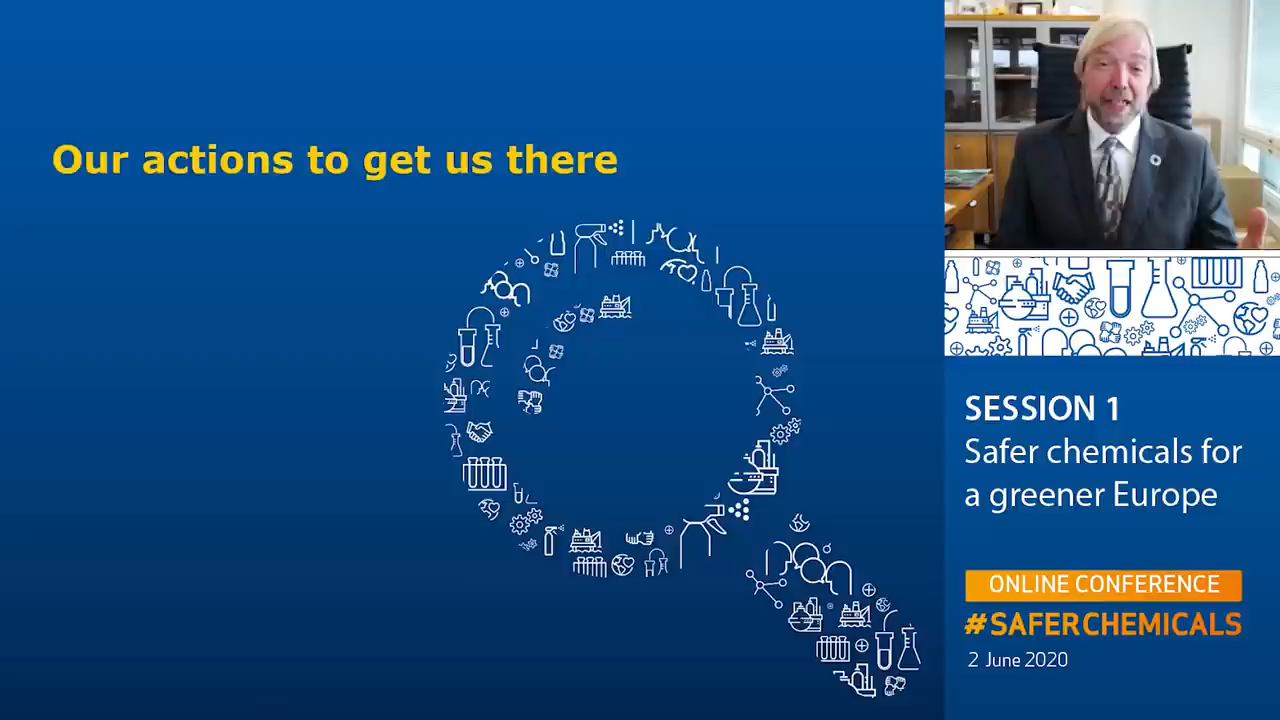 Our actions to get us there
SESSION 1
Safer chemicals for
a greener Europe
ONLINE CONFERENCE
#SAFERCHEMICALS
2 June 2020